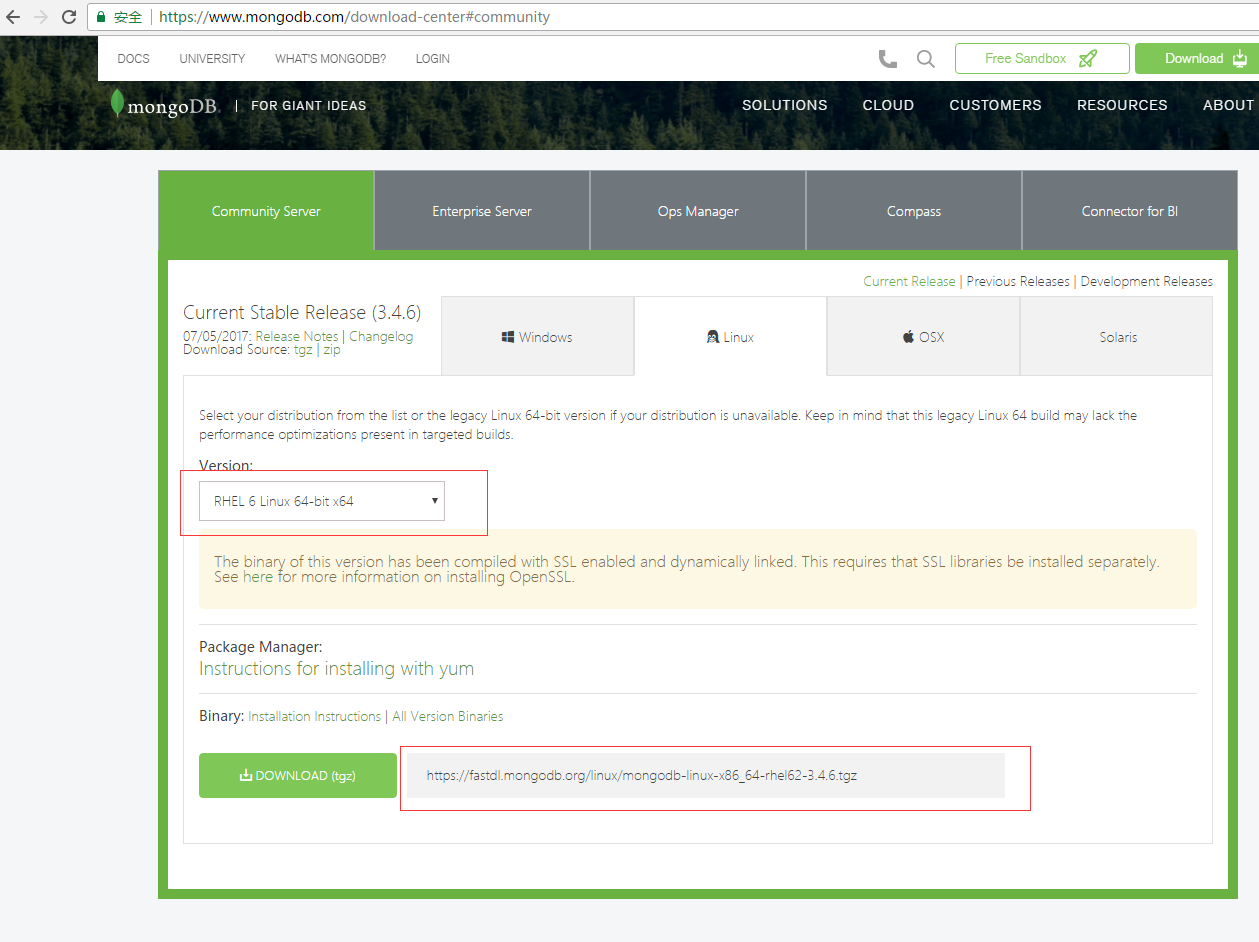 安全 https://www.mongodb.com/download-center#community
DOCS UNIVERSITY WHAT'S MONGODB? LOGIN Free Sandbox Download
mongoDB. | FOR GIANT IDEAS SOLUTIONS CLOUD CUSTOMERS RESOURCES ABOUT
Community Server Enterprise Server Ops Manager Compass Connector for BI
Current Release | Previous Releases | Development Releases
Current Stable Release (3.4.6)
07/05/2017: Release Notes | Changelog
Download Source: tgz | zip
Windows Linux OSX Solaris
Select your distribution from the list or the legacy Linux 64-bit version if your distribution is unavailable. Keep in mind that this legacy Linux 64 build may lack the
performance optimizations present in targeted builds.
Version:
RHEL 6 Linux 64-bit x64
The binary of this version has been compiled with SSL enabled and dynamically linked. This requires that SSL libraries be installed separately.
See here for more information on installing OpenSSL.
Package Manager:
Instructions for installing with yum
Binary: Installation Instructions | All Version Binaries
DOWNLOAD (tgz) https://fastdl.mongodb.org/linux/mongodb-linux-x86_64-rhel62-3.4.6.tgz